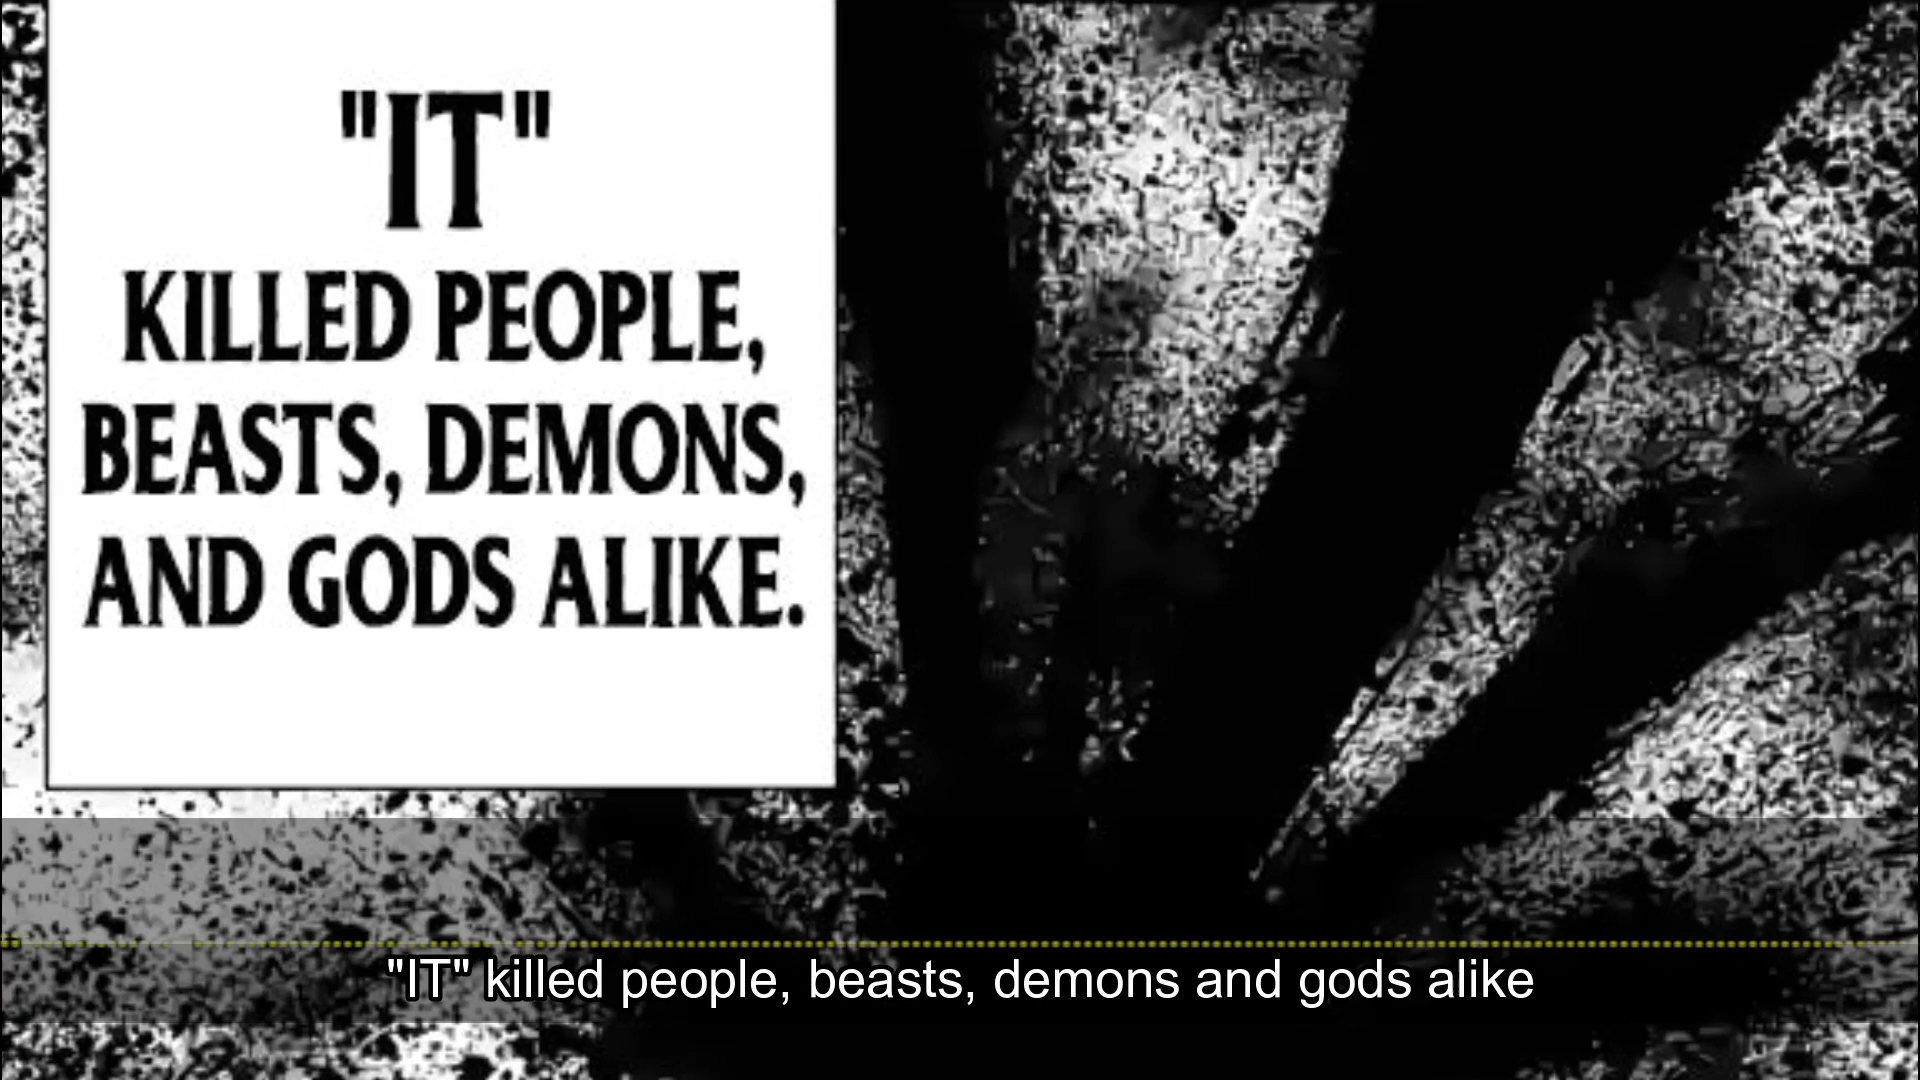 "IT"
KILLED PEOPLE,
BEASTS, DEMONS,
AND GODS ALIKE.
"IT" killed people, beasts, demons and gods alike